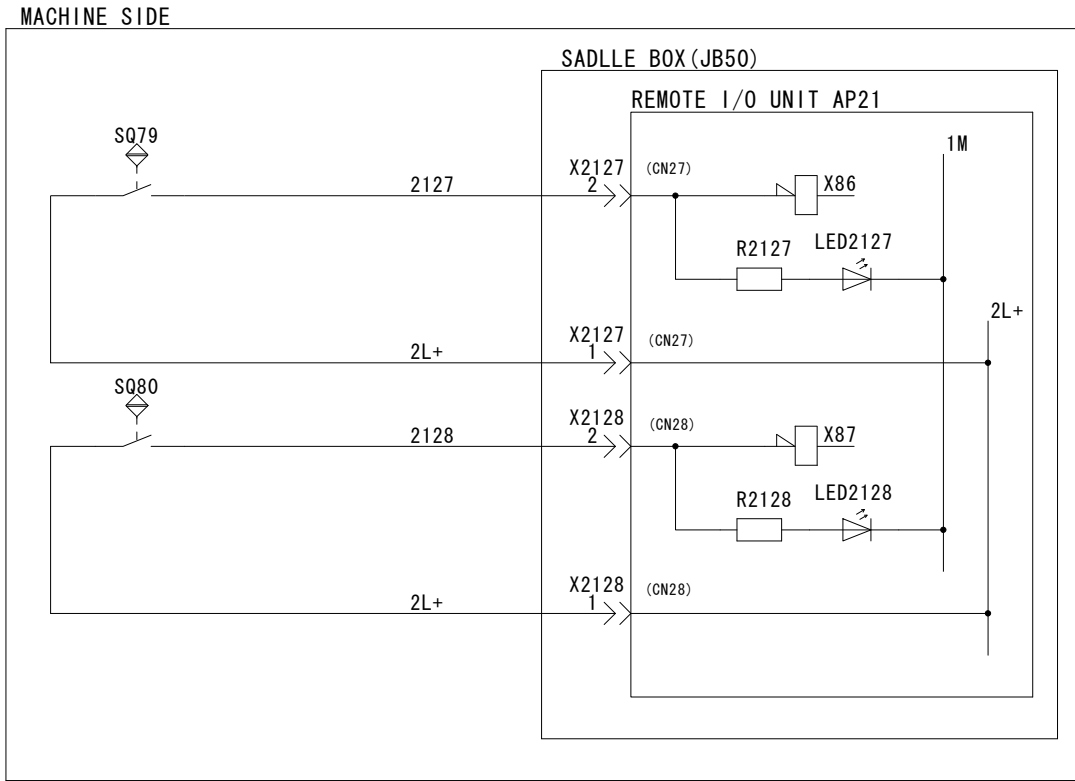 MACHINE SIDE
SADLLE BOX(JB50)
REMOTE I/O UNIT AP21
SQ79
1M
X2127
(CN27)
2127
2
X86
R2127
LED2127
2L+
X2127
(CN27)
2L+
1
SQ80
X2128
(CN28)
2128
2
X87
R2128
LED2128
X2128
(CN28)
2L+
1